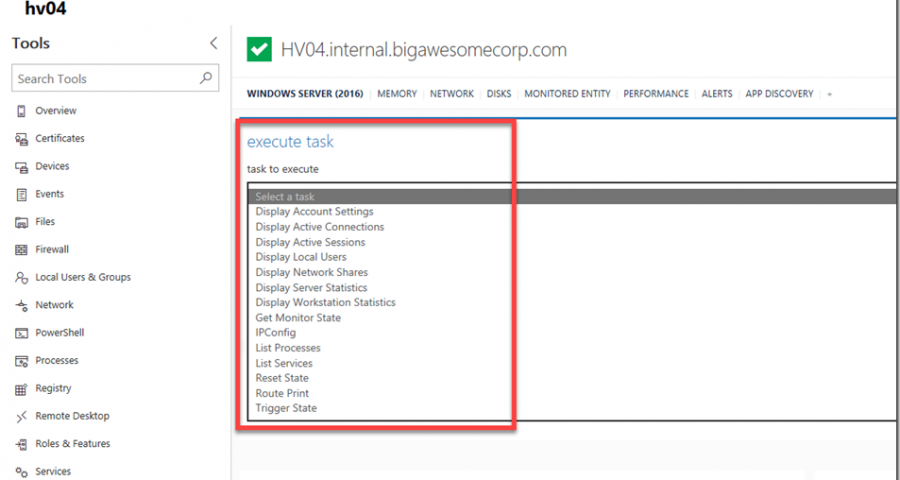 hv04
Tools
Search Tools
Overview
Certificates
Devices
Events
Files
Firewall
Local Users & Groups
Network
PowerShell
Processes
Registry
Remote Desktop
Roles & Features
Services
HV04.internal.bigawesomecorp.com
WINDOWS SERVER (2016) MEMORY NETWORK DISKS MONITORED ENTITY PERFORMANCE ALERTS APP DISCOVERY +
execute task
task to execute
Select a task
Display Account Settings
Display Active Connections
Display Active Sessions
Display Local Users
Display Network Shares
Display Server Statistics
Display Workstation Statistics
Get Monitor State
IPConfig
List Processes
List Services
Reset State
Route Print
Trigger State